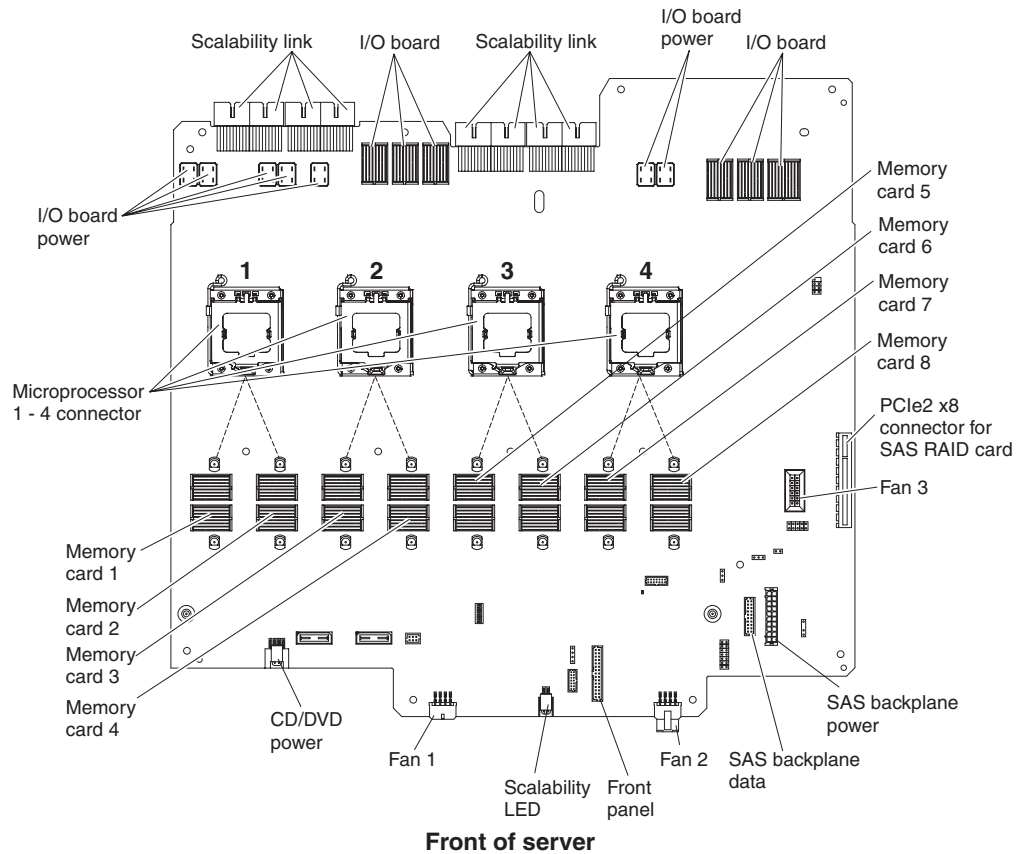 I/O board
power
Scalability link
I/O board
Scalability link
I/O board
Memory
card 5
I/O board
power
Memory
card 6
1
2
3
4
Memory
card 7
Memory
card 8
Microprocessor
1 - 4 connector
PCIe2 x8
connector for
SAS RAID card
Fan 3
Memory
card 1
Memory
card 2
Memory
card 3
Memory
card 4
CD/DVD
power
Fan 1
Scalability
LED
Front
panel
Fan 2
SAS backplane
data
SAS backplane
power
Front of server